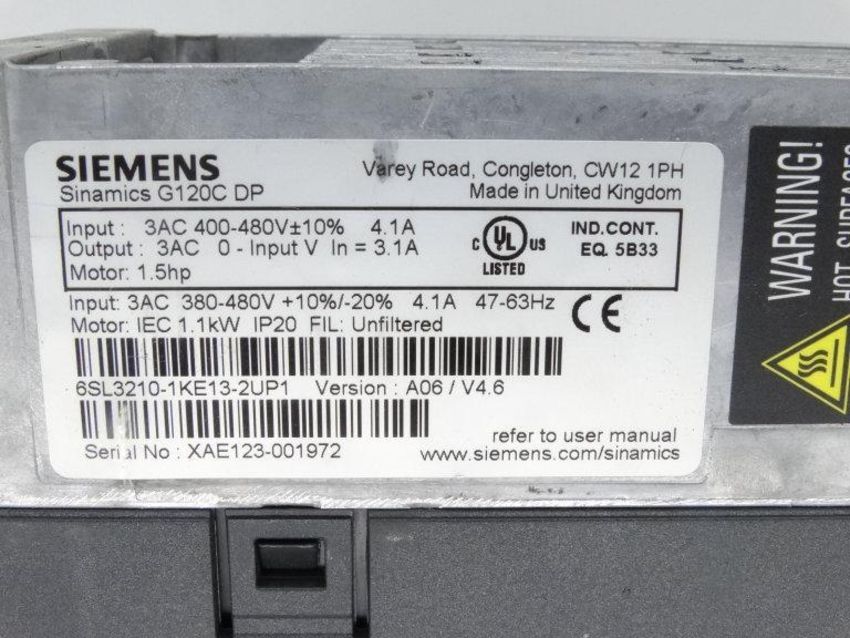 SIEMENS
Varey Road, Congleton, CW12 1PH
Sinamics G120C DP
Made in United Kingdom
Input : 3AC 400-480V±10% 4.1A
Output : 3AC 0 - Input V In = 3.1A
Motor: 1.5hp
C UL US
LISTED
IND.CONT.
EQ. 5B33
Input: 3AC 380-480V +10%/-20% 4.1A 47-63Hz
Motor: IEC 1.1kW IP20 FIL: Unfiltered
CE
6SL3210-1KE13-2UP1 Version : A06 / V4.6
Serial No : XAE123-001972
refer to user manual
www.siemens.com/sinamics
WARNING!
HOT SURFACES